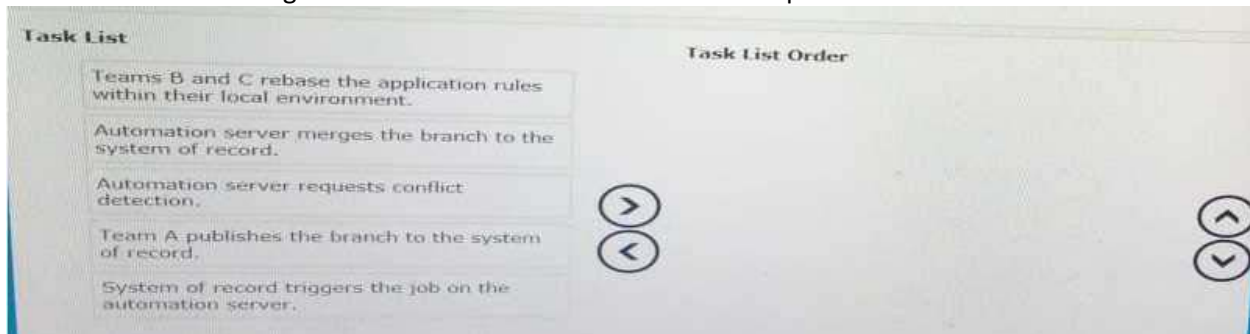 Task List
Task List Order
Teams B and C rebase the application rules
within their local environment.
Automation server merges the branch to the
system of record.
Automation server requests conflict
detection.
Team A publishes the branch to the system
of record.
System of record triggers the job on the
automation server.